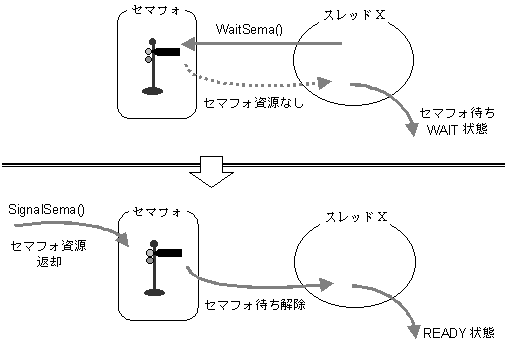 セマフォ
スレッド X
WaitSema()
セマフォ資源なし
セマフォ待ち
WAIT 状態
SignalSema()
セマフォ
スレッド X
セマフォ資源
返却
セマフォ待ち解除
READY 状態